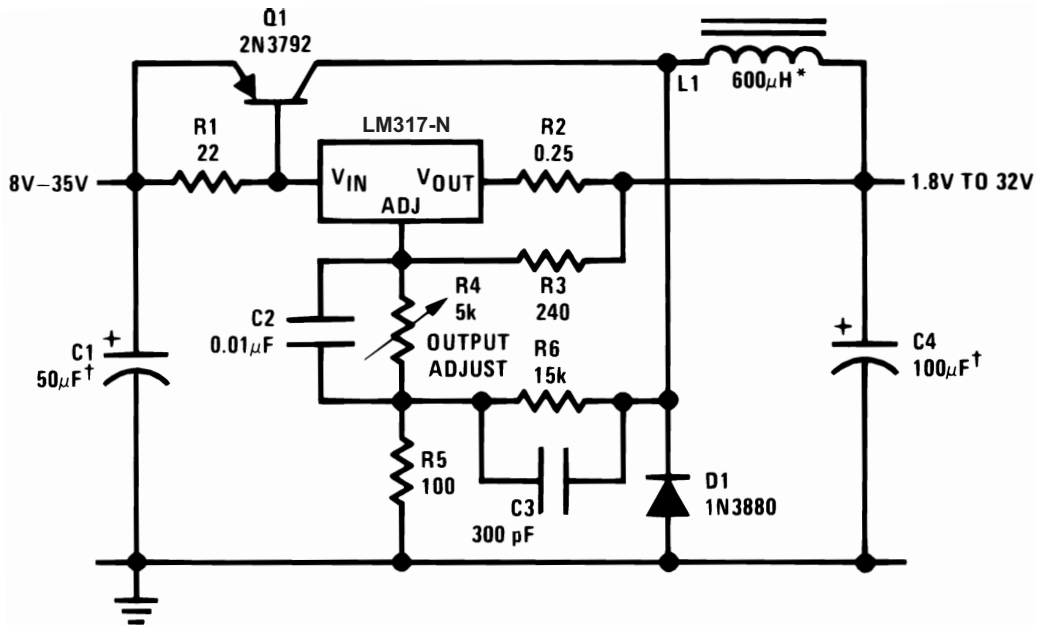 Q1
2N3792
L1
600μH*
LM317-N
R1
22
R2
0.25
8V–35V
VIN
VOUT
ADJ
1.8V TO 32V
R4
5k
R3
240
C2
0.01μF
OUTPUT
ADJUST
R6
15k
+
C1
50μF†
+
C4
100μF†
R5
100
C3
300 pF
D1
1N3880